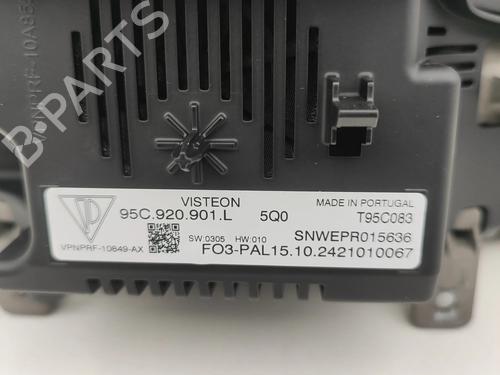 VISTEON
MADE IN PORTUGAL
95C.920.901.L 5Q0 T95C083
SNWEPR015636
SW:0305 HW:010
VPNPRF-10849-AX
FO3-PAL15.10.2421010067
B-PARTS